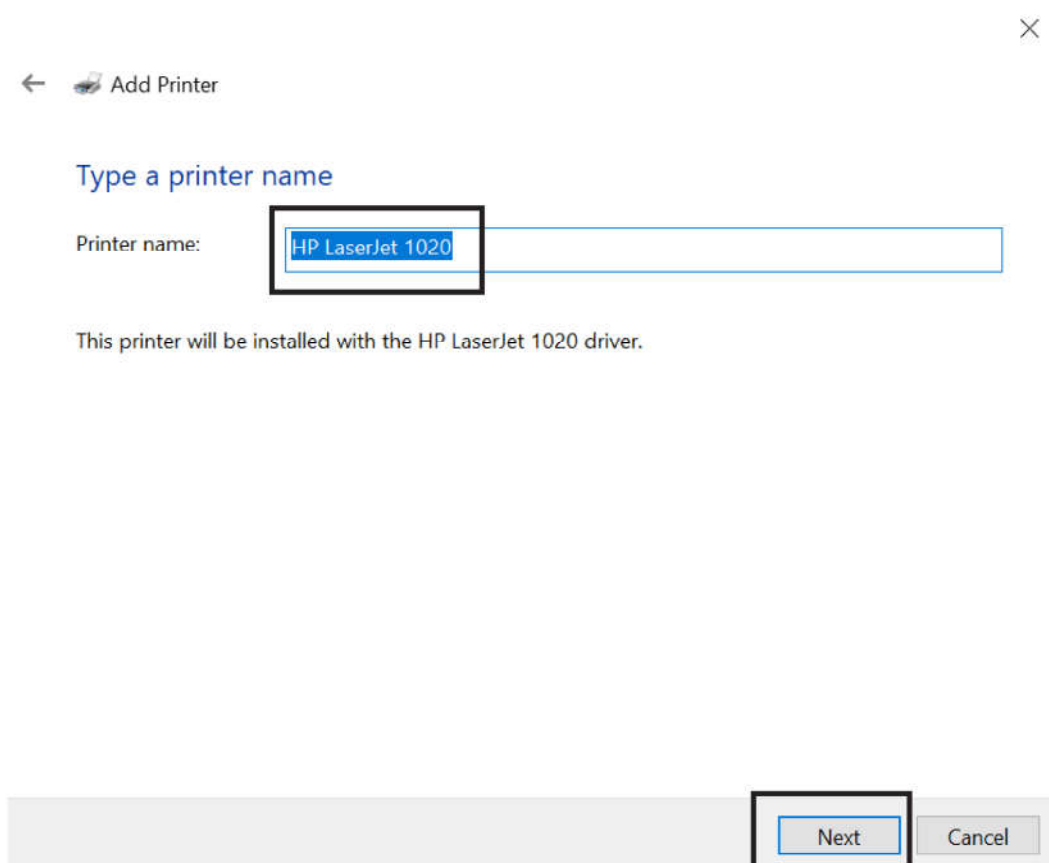 Add Printer
Type a printer name
Printer name: HP LaserJet 1020
This printer will be installed with the HP LaserJet 1020 driver.
Next Cancel